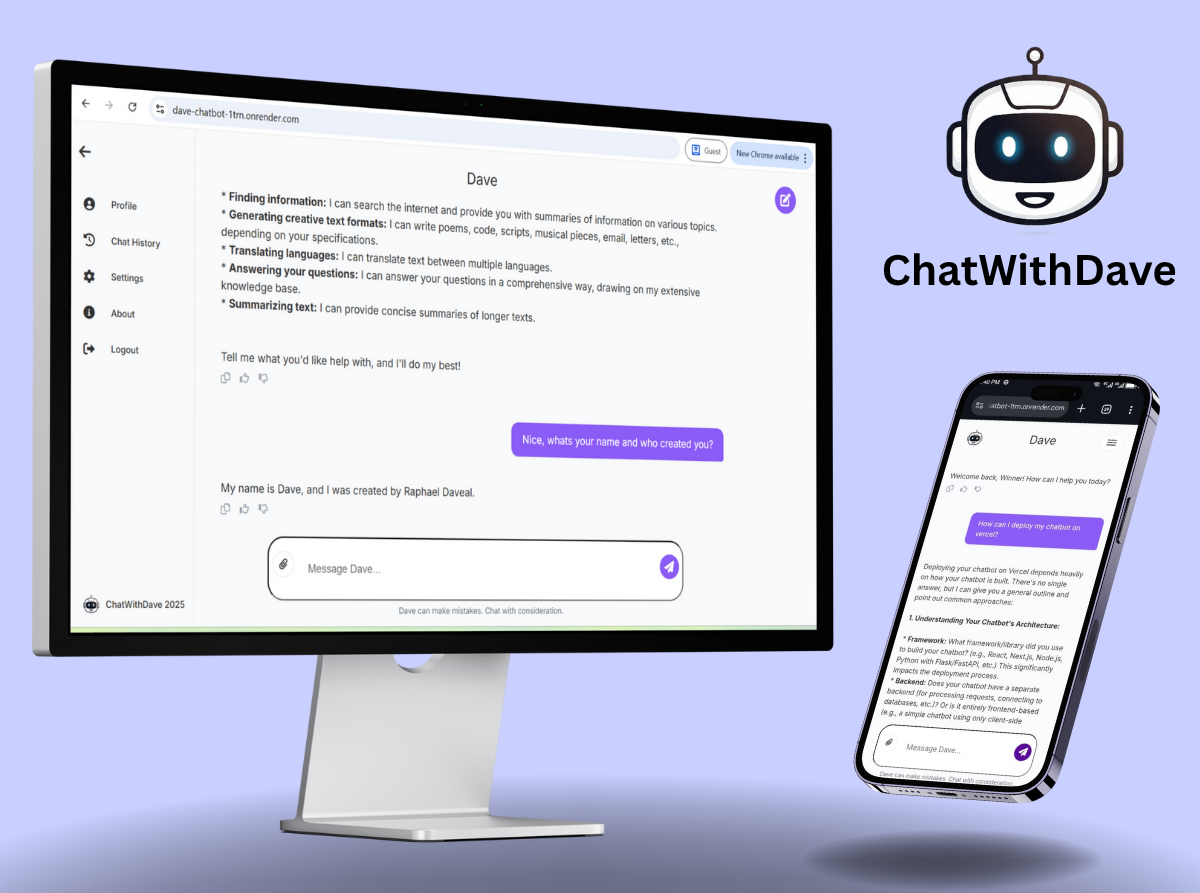 dave-chatbot-1trn.onrender.com
Guest
New Chrome available
Dave
Profile
Chat History
Settings
About
Logout
* Finding information: I can search the internet and provide you with summaries of information on various topics.
* Generating creative text formats: I can write poems, code, scripts, musical pieces, email, letters, etc.,
depending on your specifications.
* Translating languages: I can translate text between multiple languages.
* Answering your questions: I can answer your questions in a comprehensive way, drawing on my extensive
knowledge base.
* Summarizing text: I can provide concise summaries of longer texts.
Tell me what you'd like help with, and I'll do my best!
Nice, whats your name and who created you?
My name is Dave, and I was created by Raphael Daveal.
Message Dave...
Dave can make mistakes. Chat with consideration.
ChatWithDave 2025
ChatWithDave
:40 PM
atbot-1trn.onrender.com
Dave
Welcome back, Winner! How can I help you today?
How can I deploy my chatbot on
vercel?
Deploying your chatbot on Vercel depends heavily
on how your chatbot is built. There's no single
answer, but I can give you a general outline and
point out common approaches:
1. Understanding Your Chatbot's Architecture:
* Framework: What framework/library did you use
to build your chatbot? (e.g., React, Next.js, Node.js,
Python with Flask/FastAPI, etc.) This significantly
impacts the deployment process.
* Backend: Does your chatbot have a separate
backend (for processing requests, connecting to
databases, etc.)? Or is it entirely frontend-based
(e.g., a simple chatbot using only client-side
Message Dave...
Dave can make mistakes. Chat with consideration.